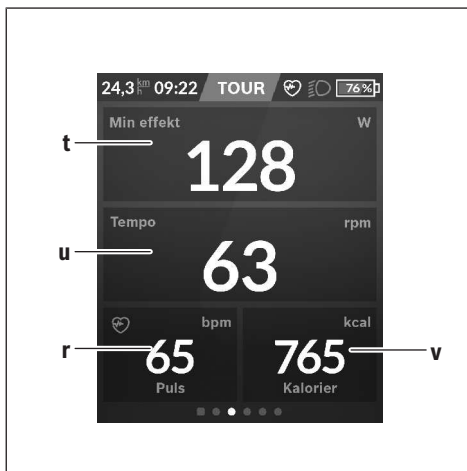 24,3 km/h 09:22 TOUR 76%
Min effekt W
t
128
Tempo rpm
u
63
bpm kcal
r 65 765 v
Puls Kalorier